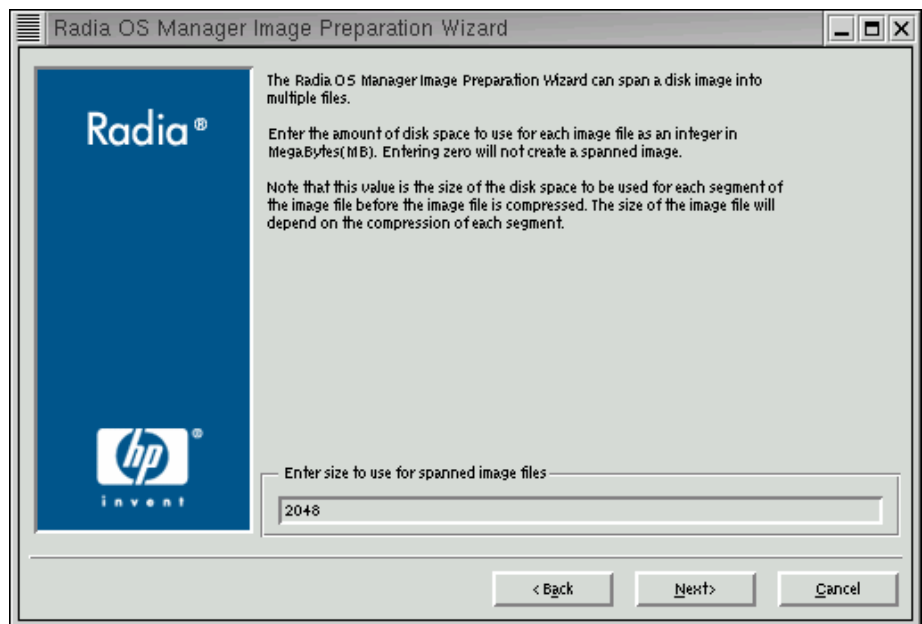 Radia OS Manager Image Preparation Wizard
Radia®
The Radia OS Manager Image Preparation Wizard can span a disk image into
multiple files.
Enter the amount of disk space to use for each image file as an integer in
MegaBytes(MB). Entering zero will not create a spanned image.
Note that this value is the size of the disk space to be used for each segment of
the image file before the image file is compressed. The size of the image file will
depend on the compression of each segment.
hp®
invent
Enter size to use for spanned image files
2048
< Back
Next>
Cancel